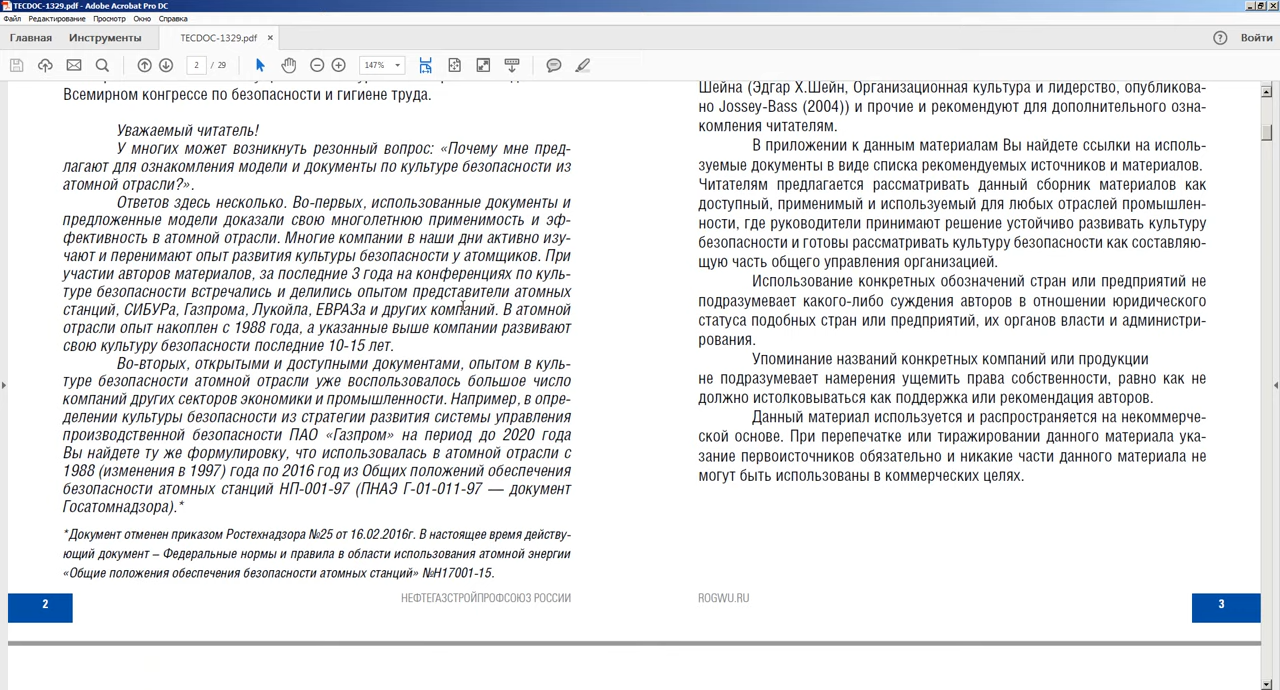 TECDOC-1329.pdf - Adobe Acrobat Pro DC
Файл Редактирование Просмотр Окно Справка
Главная Инструменты TECDOC-1329.pdf × Войти
2 / 29 147%
Всемирном конгрессе по безопасности и гигиене труда.
Уважаемый читатель!
У многих может возникнуть резонный вопрос: «Почему мне пред-
лагают для ознакомления модели и документы по культуре безопасности из
атомной отрасли?».
Ответов здесь несколько. Во-первых, использованные документы и
предложенные модели доказали свою многолетнюю применимость и эф-
фективность в атомной отрасли. Многие компании в наши дни активно изу-
чают и перенимают опыт развития культуры безопасности у атомщиков. При
участии авторов материалов, за последние 3 года на конференциях по куль-
туре безопасности встречались и делились опытом представители атомных
станций, СИБУРа, Газпрома, Лукойла, ЕВРАЗа и других компаний. В атомной
отрасли опыт накоплен с 1988 года, а указанные выше компании развивают
свою культуру безопасности последние 10-15 лет.
Во-вторых, открытыми и доступными документами, опытом в куль-
туре безопасности атомной отрасли уже воспользовалось большое число
компаний других секторов экономики и промышленности. Например, в опре-
делении культуры безопасности из стратегии развития системы управления
производственной безопасности ПАО «Газпром» на период до 2020 года
Вы найдете ту же формулировку, что использовалась в атомной отрасли с
1988 (изменения в 1997) года по 2016 год из Общих положений обеспечения
безопасности атомных станций НП-001-97 (ПНАЭ Г-01-011-97 — документ
Госатомнадзора).*
*Документ отменен приказом Ростехнадзора №25 от 16.02.2016г. В настоящее время действу-
ющий документ – Федеральные нормы и правила в области использования атомной энергии
«Общие положения обеспечения безопасности атомных станций» №Н17001-15.
2 НЕФТЕГАЗСТРОЙПРОФСОЮЗ РОССИИ
Шейна (Эдгар Х.Шейн, Организационная культура и лидерство, опубликова-
но Jossey-Bass (2004)) и прочие и рекомендуют для дополнительного озна-
комления читателям.
В приложении к данным материалам Вы найдете ссылки на исполь-
зуемые документы в виде списка рекомендуемых источников и материалов.
Читателям предлагается рассматривать данный сборник материалов как
доступный, применимый и используемый для любых отраслей промышлен-
ности, где руководители принимают решение устойчиво развивать культуру
безопасности и готовы рассматривать культуру безопасности как составляю-
щую часть общего управления организацией.
Использование конкретных обозначений стран или предприятий не
подразумевает какого-либо суждения авторов в отношении юридического
статуса подобных стран или предприятий, их органов власти и администри-
рования.
Упоминание названий конкретных компаний или продукции
не подразумевает намерения ущемить права собственности, равно как не
должно истолковываться как поддержка или рекомендация авторов.
Данный материал используется и распространяется на некоммерче-
ской основе. При перепечатке или тиражировании данного материала ука-
зание первоисточников обязательно и никакие части данного материала не
могут быть использованы в коммерческих целях.
ROGWU.RU 3